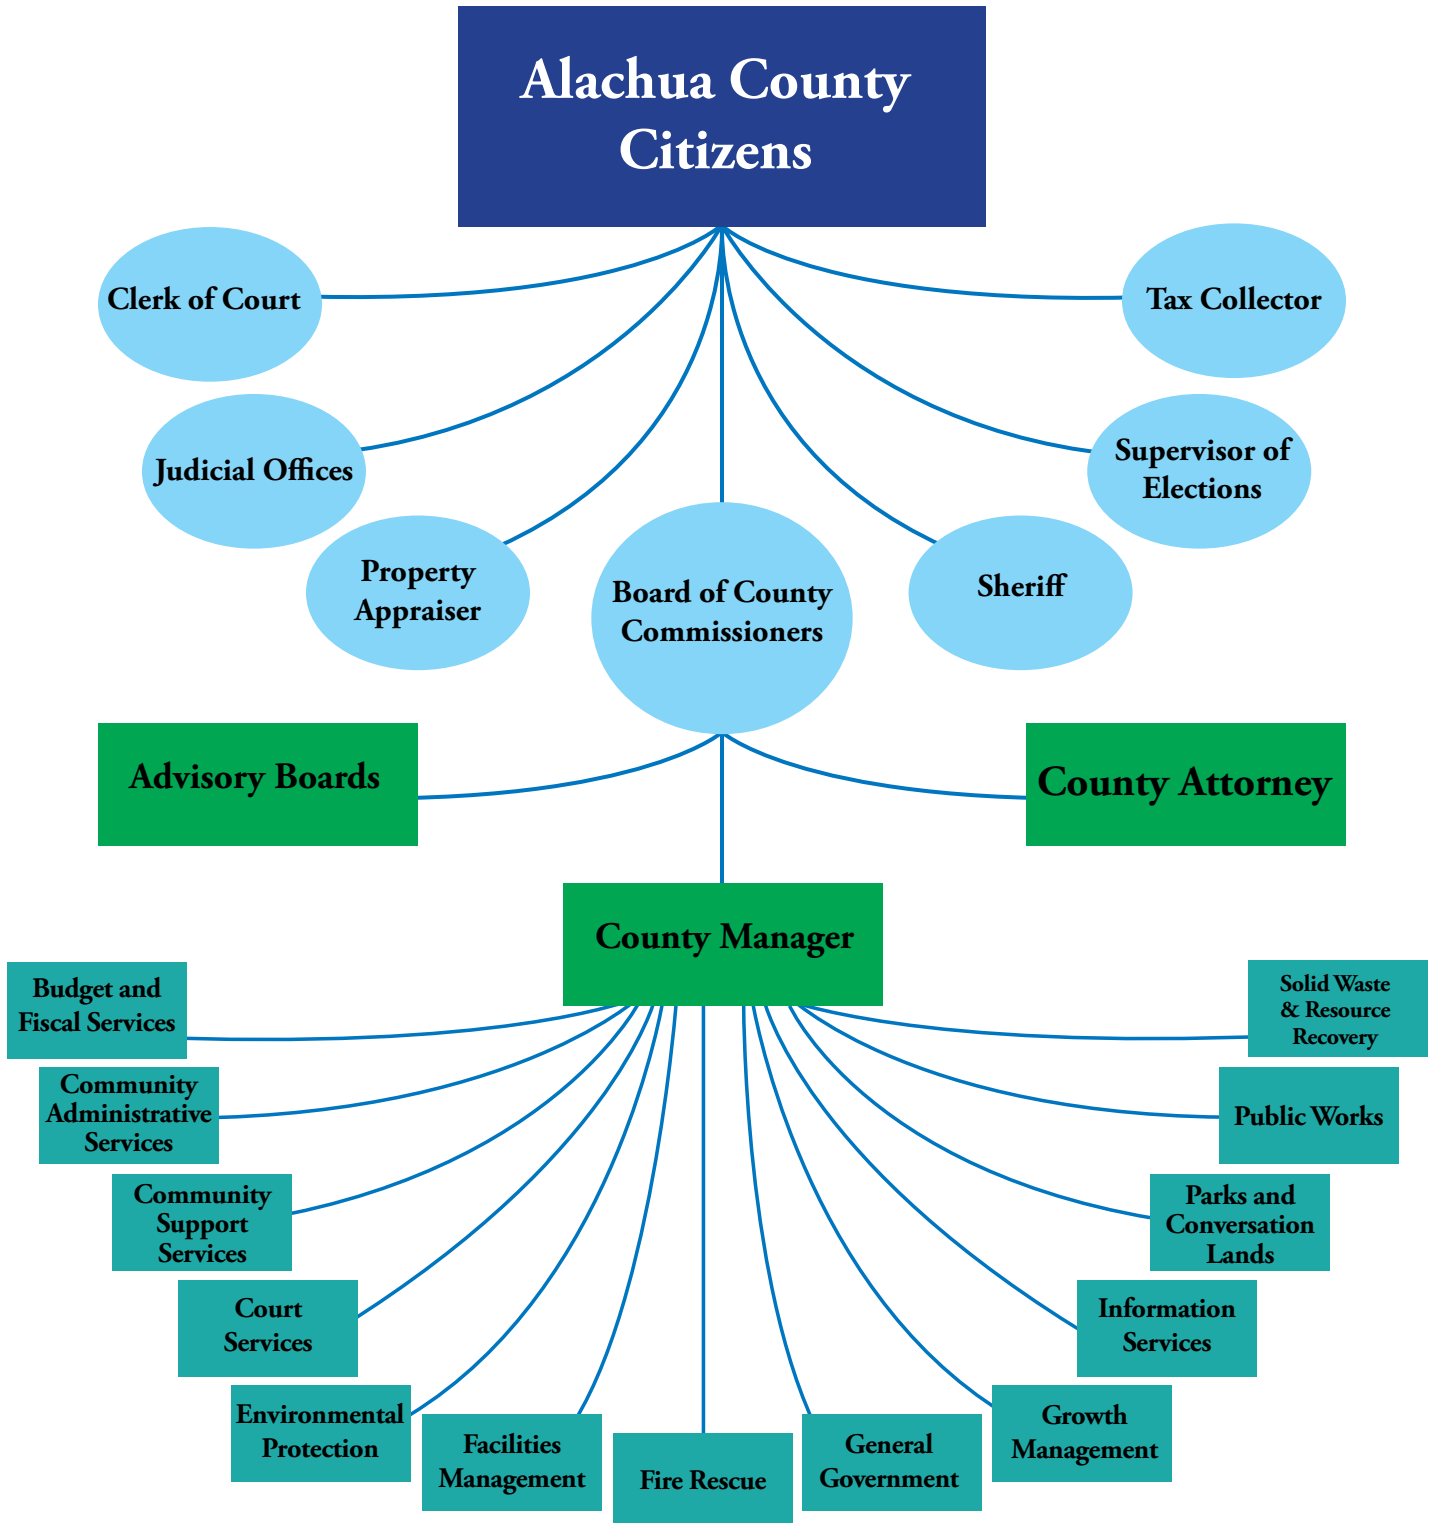 Alachua County
Citizens
Clerk of Court
Tax Collector
Judicial Offices
Supervisor of
Elections
Property
Appraiser
Board of County
Commissioners
Sheriff
Advisory Boards
County Attorney
County Manager
Budget and
Fiscal Services
Solid Waste
& Resource
Recovery
Community
Administrative
Services
Public Works
Community
Support
Services
Parks and
Conversation
Lands
Court
Services
Information
Services
Environmental
Protection
Facilities
Management
Fire Rescue
General
Government
Growth
Management